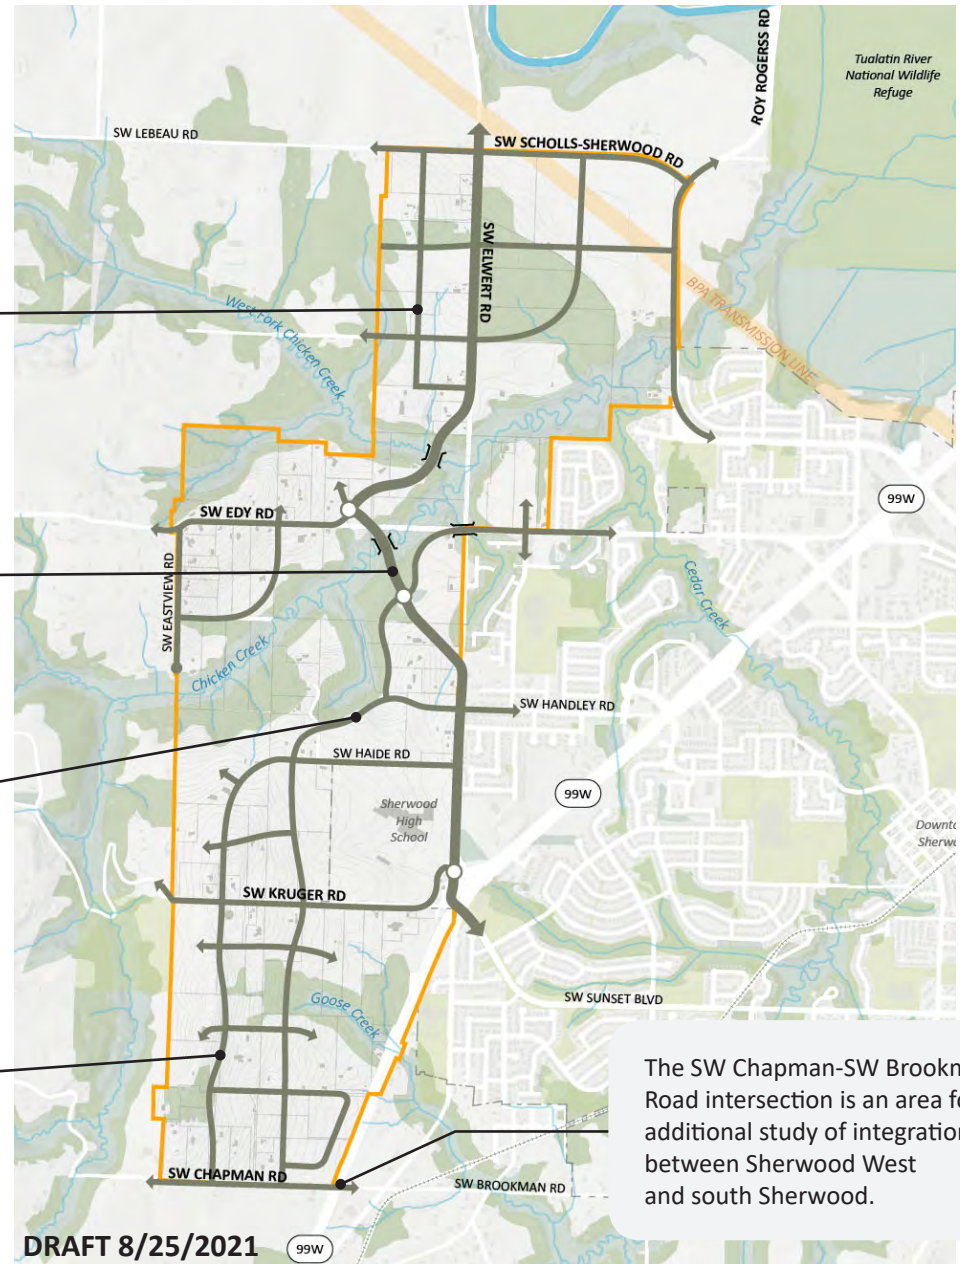 ROY ROGERSS RD
Tualatin River
National Wildlife
Refuge
SW LEBEAU RD
SW SCHOLLS-SHERWOOD RD
SW ELWERT RD
BPA TRANSMISSION LINE
West Fork Chicken Creek
99W
SW EDY RD
SW EASTVIEW RD
Cedar Creek
Chicken Creek
SW HANDLEY RD
SW HAIDE RD
99W
Sherwood
High
School
SW KRUGER RD
Goose Creek
SW SUNSET BLVD
The SW Chapman-SW
Road intersection is an area
additional study of
between Sherwood West
and south Sherwood.
SW CHAPMAN RD
SW BROOKMAN RD
DRAFT 8/25/2021
99W